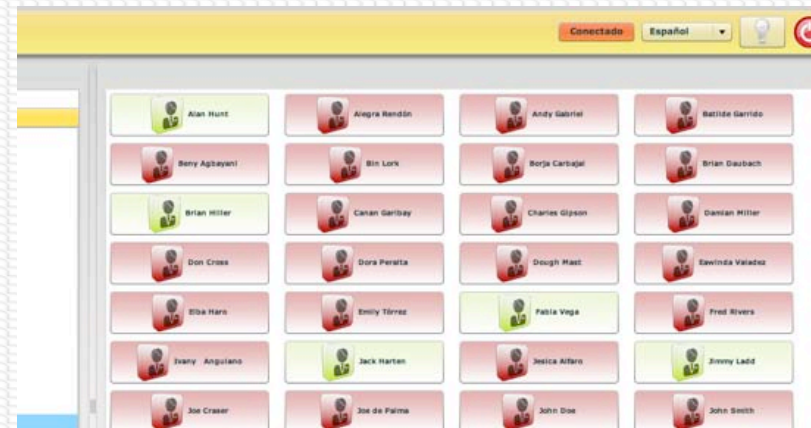 Conectado Español
Alan Hunt Alegra Rendón Andy Gabriel Batilde Garrido
Beny Agbayani Bin Lork Borja Carbajal Brian Daubach
Brian Hiller Canan Garibay Charles Gipson Damian Miller
Don Cross Dora Peralta Dough Mast Eawinda Valadez
Elba Haro Emily Törrez Fabia Vega Fred Rivers
Ivany Anguiano Jack Harten Jesica Alfaro Jimmy Ladd
Joe Craser Joe de Palma John Doe John Smith